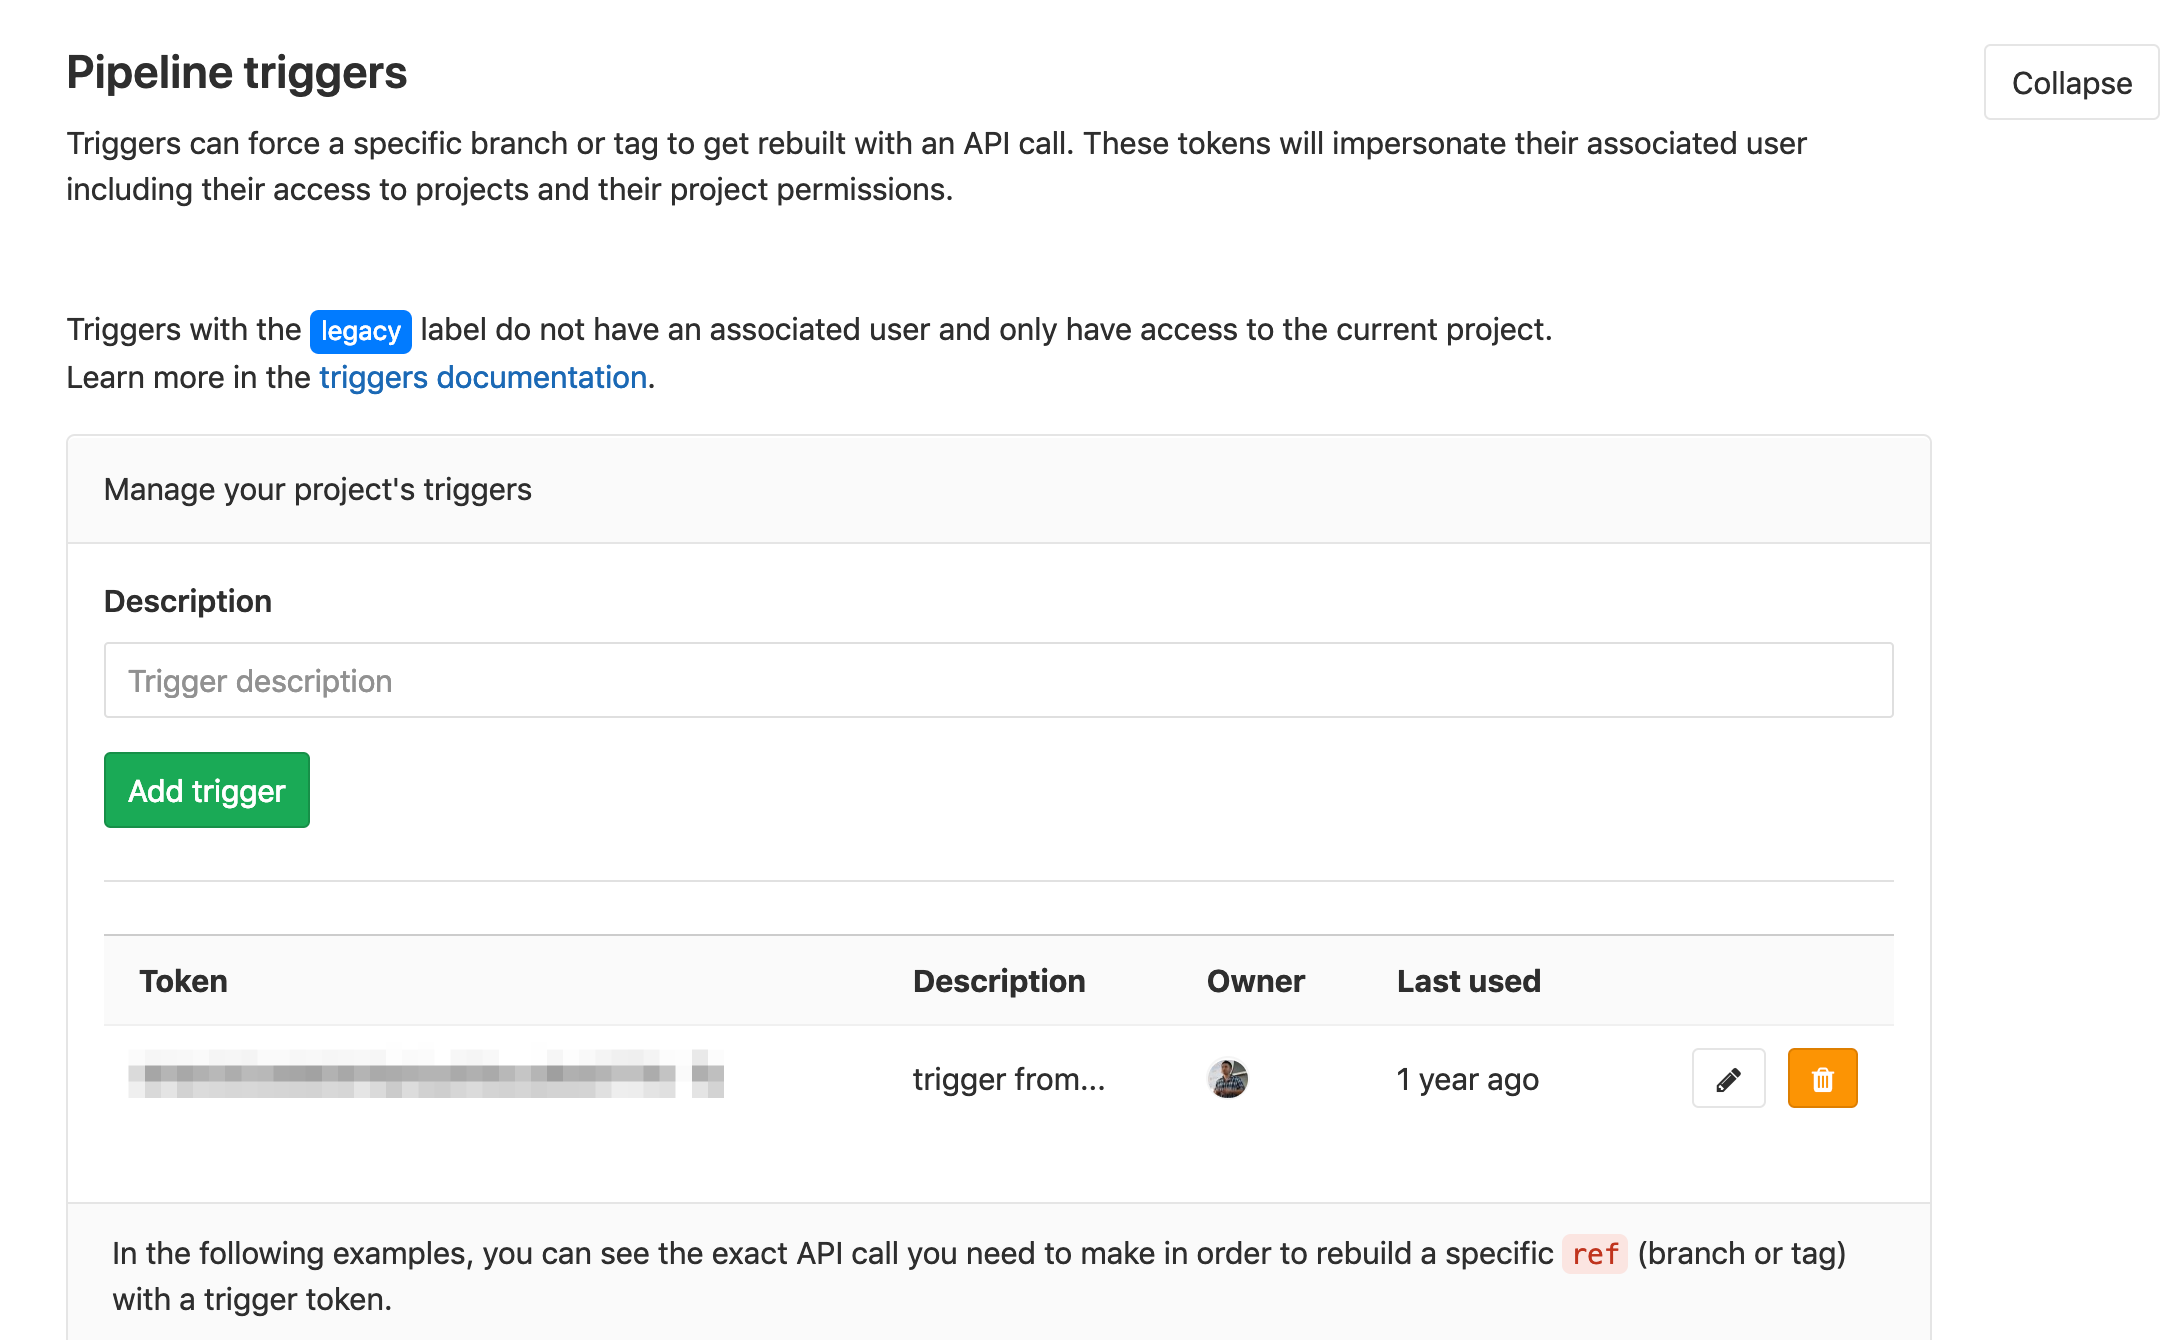 Pipeline triggers
Collapse
Triggers can force a specific branch or tag to get rebuilt with an API call. These tokens will impersonate their associated user
including their access to projects and their project permissions.
Triggers with the legacy label do not have an associated user and only have access to the current project.
Learn more in the triggers documentation.
Manage your project's triggers
Description
Trigger description
Add trigger
Token Description Owner Last used
trigger from... 1 year ago
In the following examples, you can see the exact API call you need to make in order to rebuild a specific ref (branch or tag)
with a trigger token.